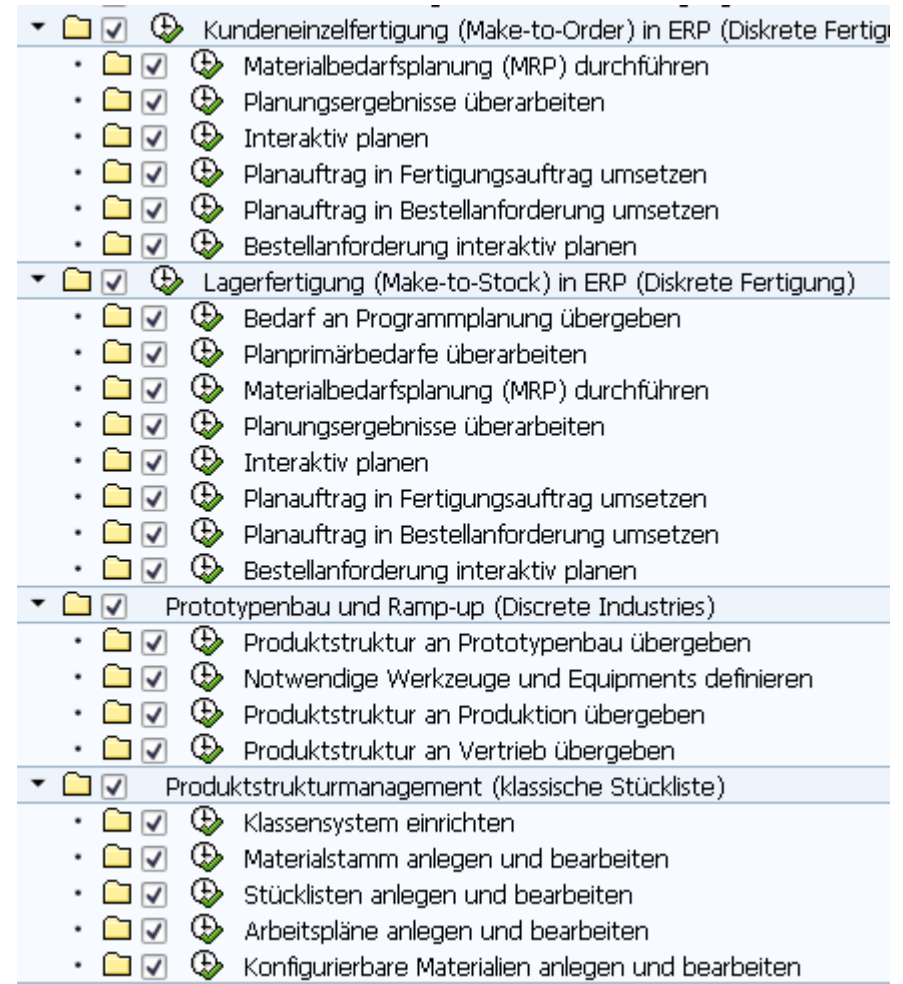 Kundeneinzelfertigung (Make-to-Order) in ERP (Diskrete Fertig
Materialbedarfsplanung (MRP) durchführen
Planungsergebnisse überarbeiten
Interaktiv planen
Planauftrag in Fertigungsauftrag umsetzen
Planauftrag in Bestellanforderung umsetzen
Bestellanforderung interaktiv planen
Lagerfertigung (Make-to-Stock) in ERP (Diskrete Fertigung)
Bedarf an Programmplanung übergeben
Planprimärbedarfe überarbeiten
Materialbedarfsplanung (MRP) durchführen
Planungsergebnisse überarbeiten
Interaktiv planen
Planauftrag in Fertigungsauftrag umsetzen
Planauftrag in Bestellanforderung umsetzen
Bestellanforderung interaktiv planen
Prototypenbau und Ramp-up (Discrete Industries)
Produktstruktur an Prototypenbau übergeben
Notwendige Werkzeuge und Equipments definieren
Produktstruktur an Produktion übergeben
Produktstruktur an Vertrieb übergeben
Produktstrukturmanagement (klassische Stückliste)
Klassensystem einrichten
Materialstamm anlegen und bearbeiten
Stücklisten anlegen und bearbeiten
Arbeitspläne anlegen und bearbeiten
Konfigurierbare Materialien anlegen und bearbeiten